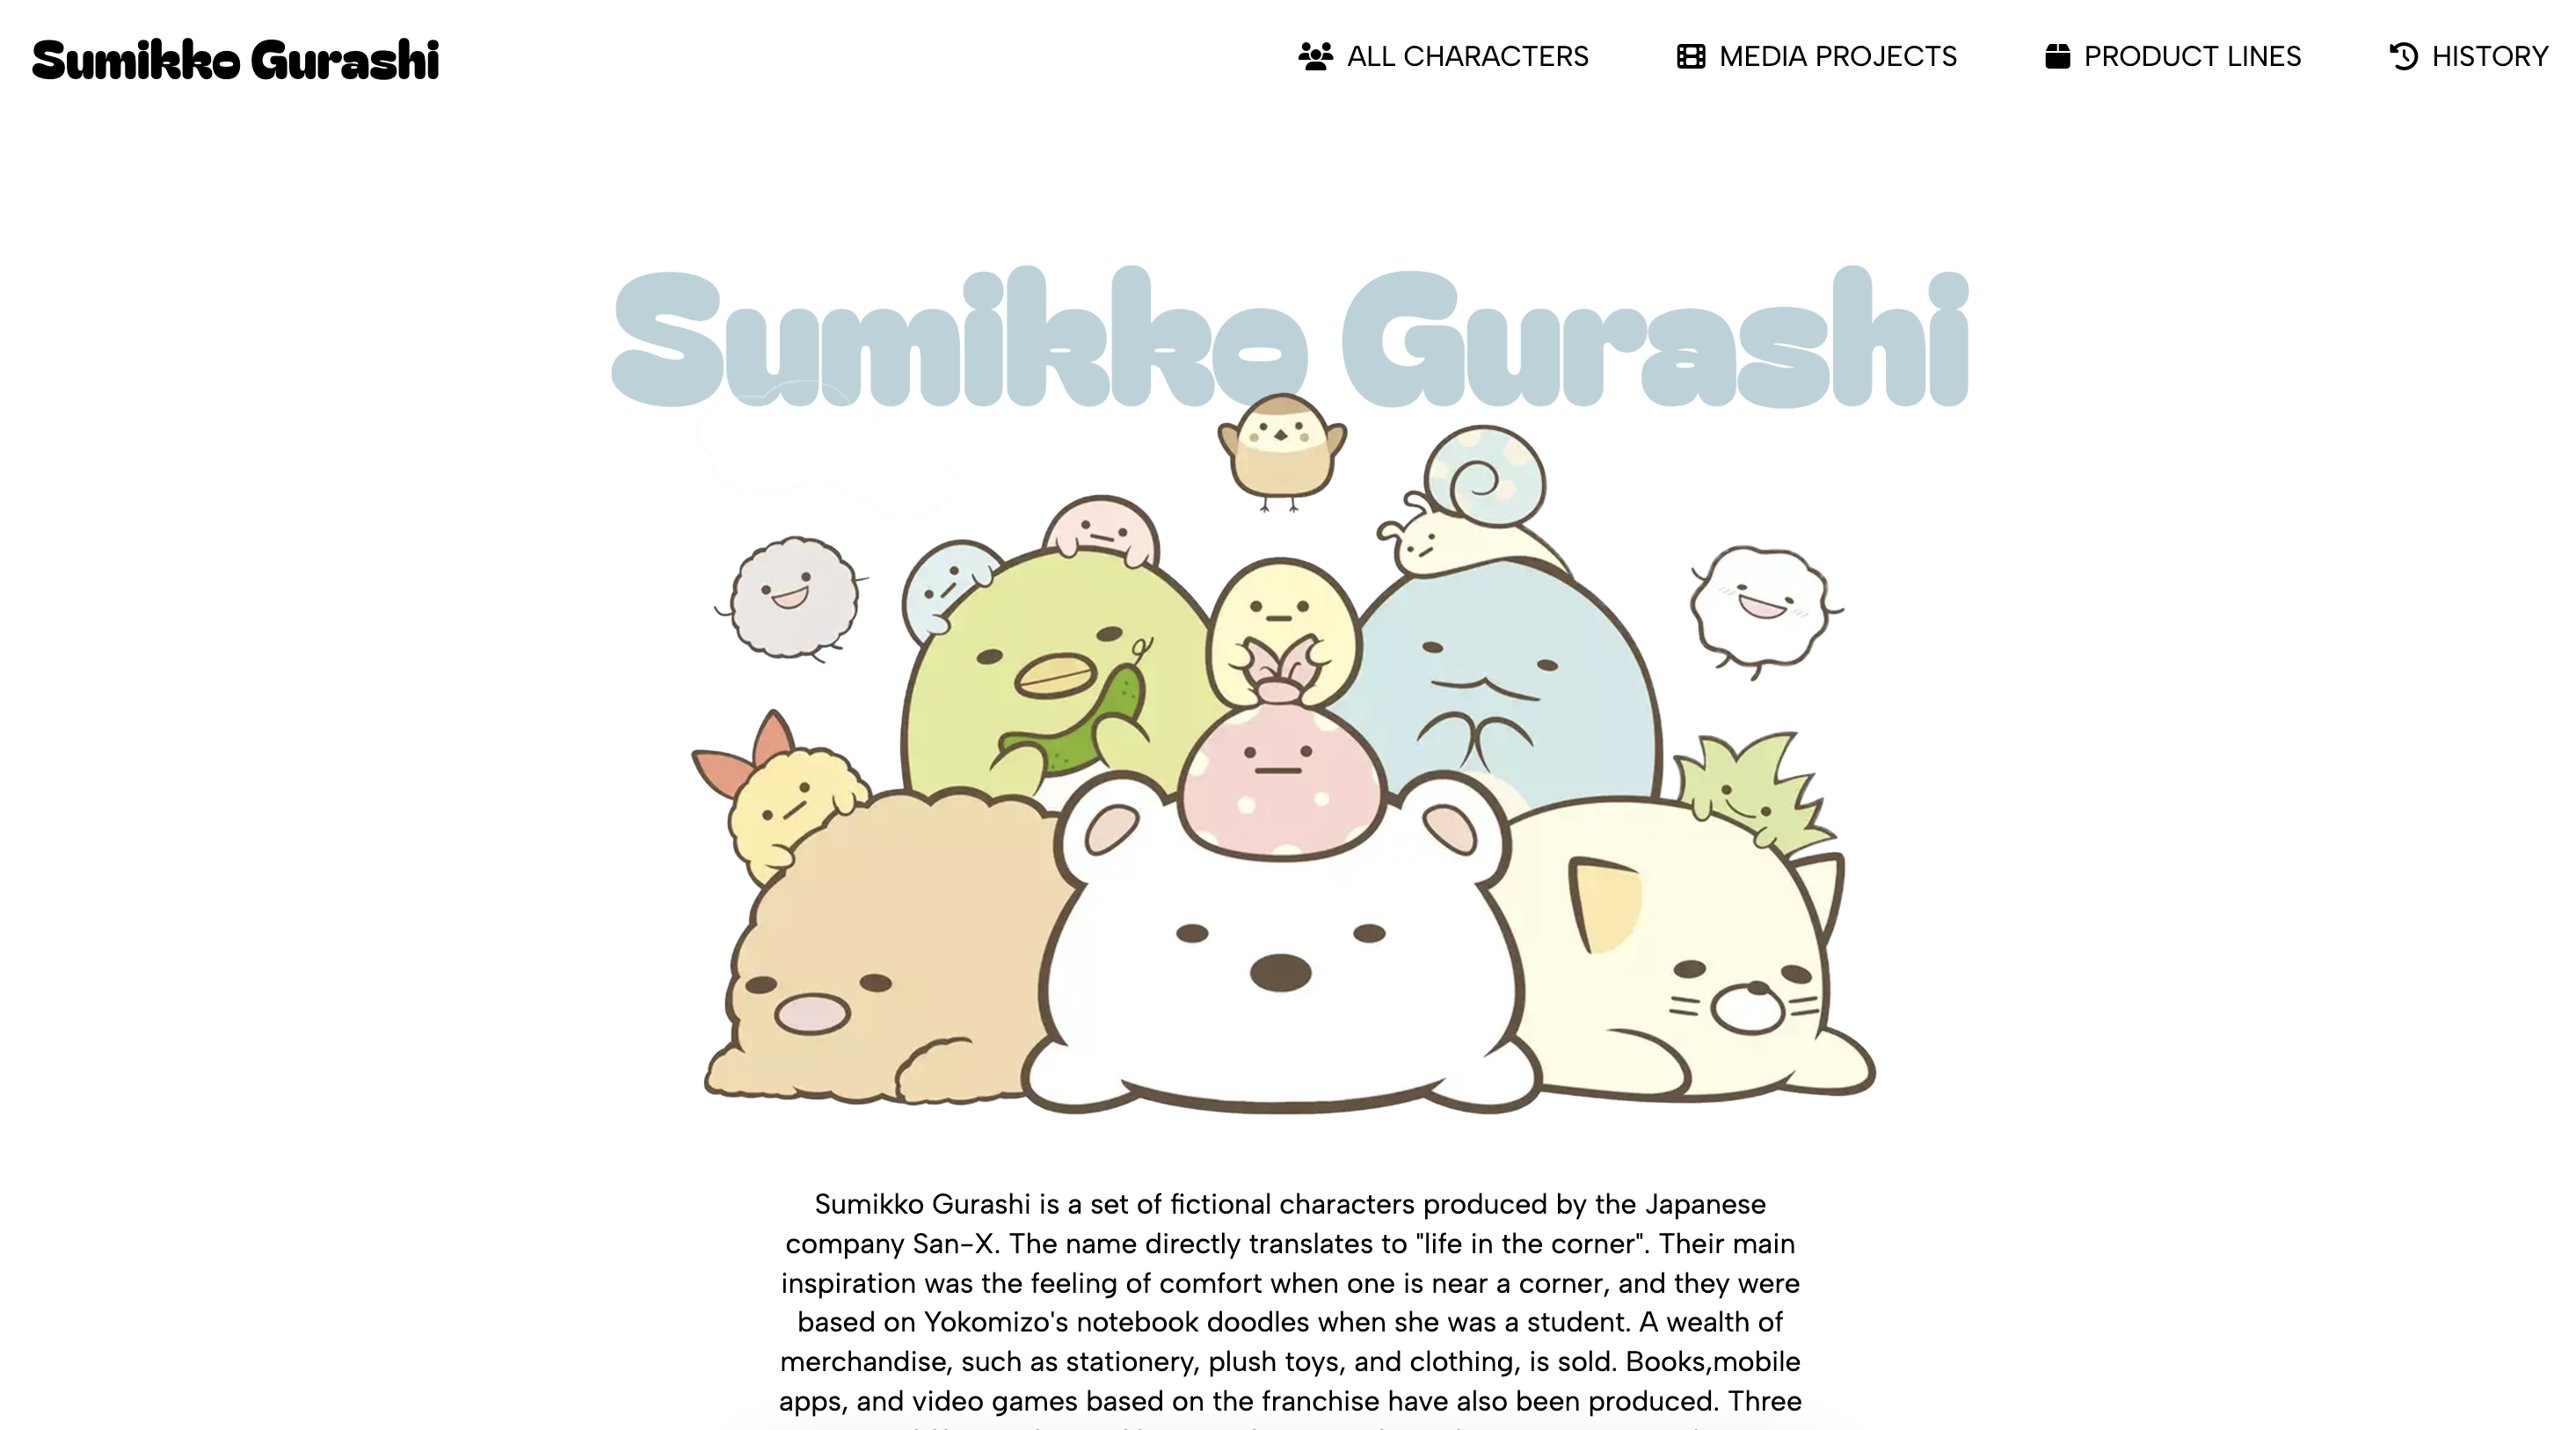 Sumikko Gurashi
ALL CHARACTERS
MEDIA PROJECTS
PRODUCT LINES
HISTORY
Sumikko Gurashi
Sumikko Gurashi is a set of fictional characters produced by the Japanese
company San-X. The name directly translates to "life in the corner". Their main
inspiration was the feeling of comfort when one is near a corner, and they were
based on Yokomizo's notebook doodles when she was a student. A wealth of
merchandise, such as stationery, plush toys, and clothing, is sold. Books,mobile
apps, and video games based on the franchise have also been produced. Three